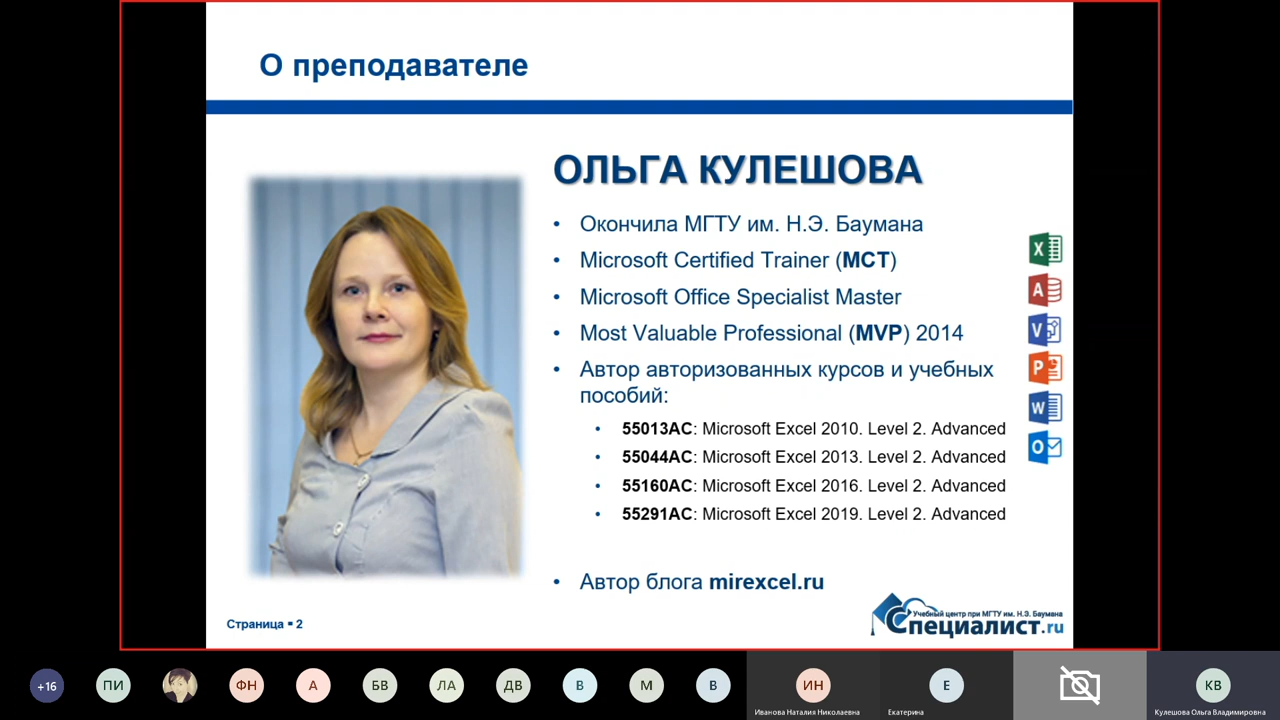 О преподавателе
ОЛЬГА КУЛЕШОВА
• Окончила МГТУ им. Н.Э. Баумана
• Microsoft Certified Trainer (MCT)
• Microsoft Office Specialist Master
• Most Valuable Professional (MVP) 2014
• Автор авторизованных курсов и учебных
пособий:
• 55013AC: Microsoft Excel 2010. Level 2. Advanced
• 55044AC: Microsoft Excel 2013. Level 2. Advanced
• 55160AC: Microsoft Excel 2016. Level 2. Advanced
• 55291AC: Microsoft Excel 2019. Level 2. Advanced
• Автор блога mirexcel.ru
X
A
V
P
W
O
Страница ▪ 2
Учебный центр при МГТУ им. Н.Э. Баумана
Специалист.ru
+16
ПИ
ФН
А
БВ
ЛА
ДВ
В
М
В
ИН
Иванова Наталия Николаевна
Е
Екатерина
КВ
Кулешова Ольга Владимировна